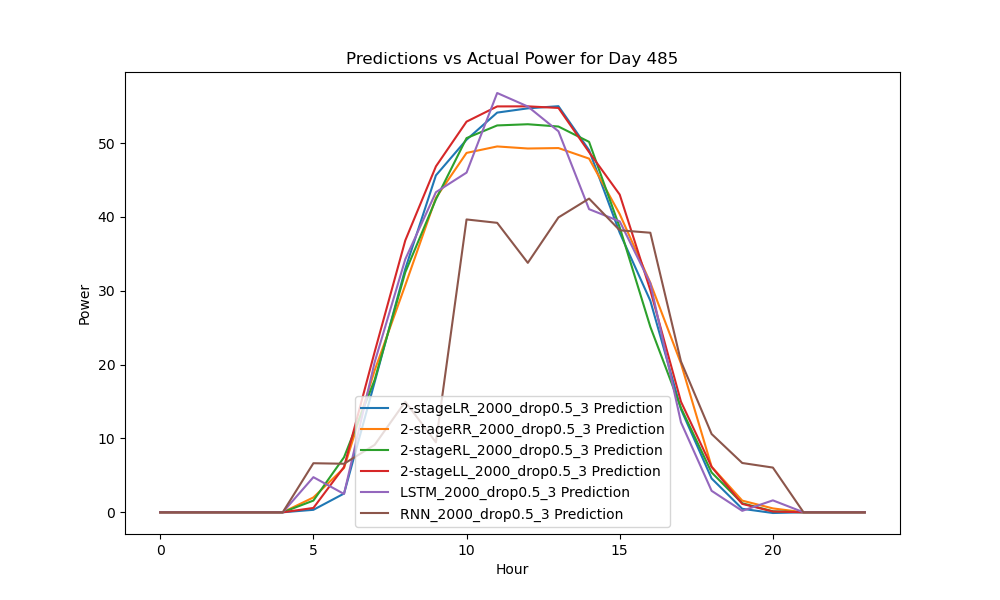 Predictions vs Actual Power for Day 485
Power
50
40
30
20
10
0
2-stageLR_2000_drop0.5_3 Prediction
2-stageRR_2000_drop0.5_3 Prediction
2-stageRL_2000_drop0.5_3 Prediction
2-stageLL_2000_drop0.5_3 Prediction
LSTM_2000_drop0.5_3 Prediction
RNN_2000_drop0.5_3 Prediction
0 5 10 15 20
Hour